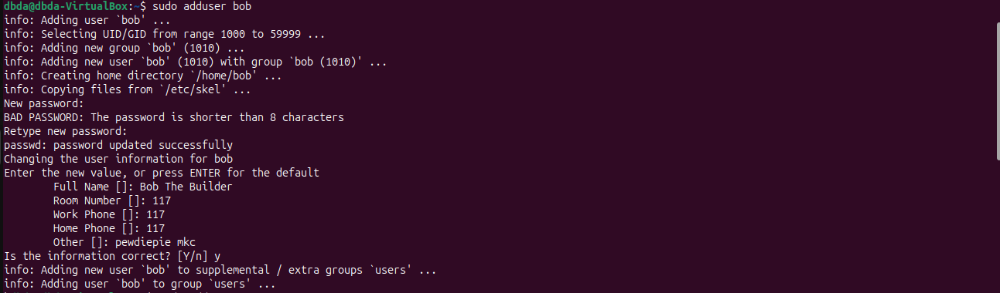 dbda@dbda-VirtualBox:~$ sudo adduser bob
info: Adding user `bob' ...
info: Selecting UID/GID from range 1000 to 59999 ...
info: Adding new group `bob' (1010) ...
info: Adding new user `bob' (1010) with group `bob (1010)' ...
info: Creating home directory `/home/bob' ...
info: Copying files from `/etc/skel' ...
New password:
BAD PASSWORD: The password is shorter than 8 characters
Retype new password:
passwd: password updated successfully
Changing the user information for bob
Enter the new value, or press ENTER for the default
Full Name []: Bob The Builder
Room Number []: 117
Work Phone []: 117
Home Phone []: 117
Other []: pewdiepie mkc
Is the information correct? [Y/n] y
info: Adding new user `bob' to supplemental / extra groups `users' ...
info: Adding user `bob' to group `users' ...